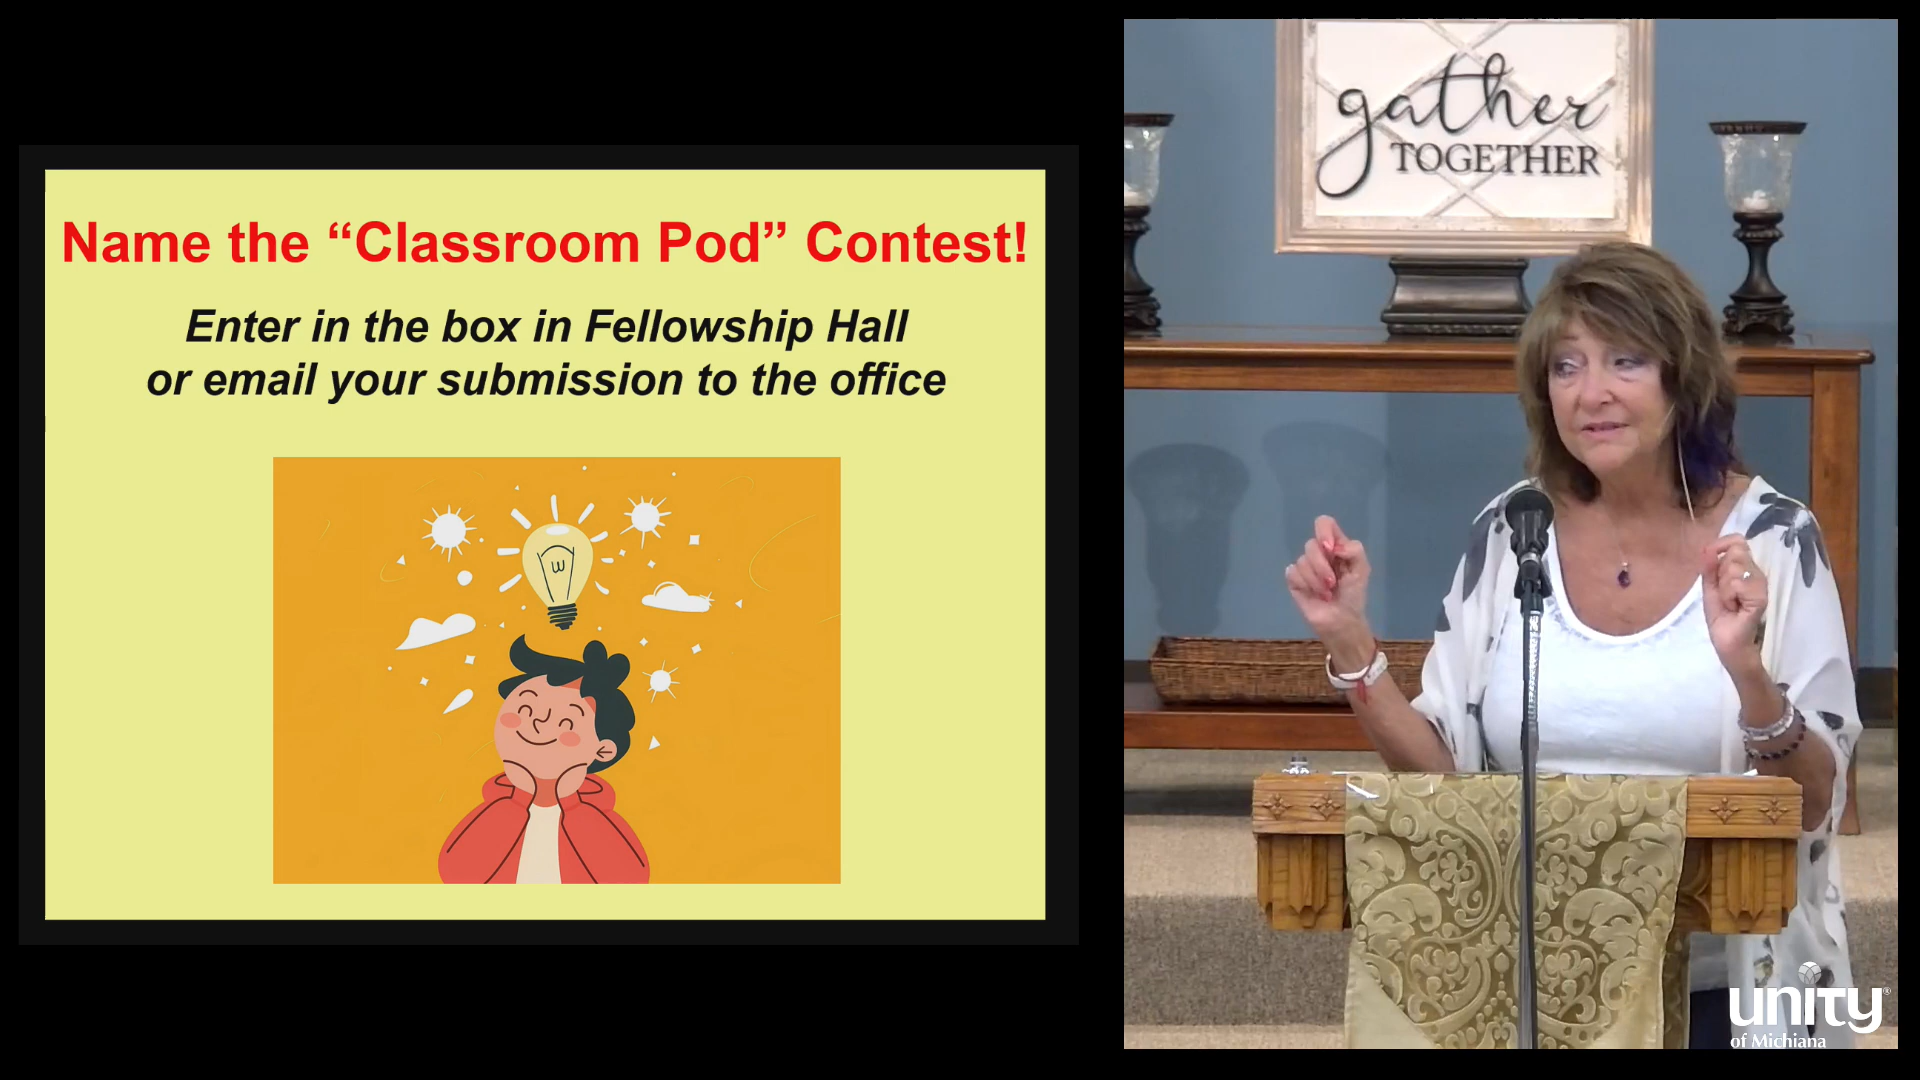 Name the “Classroom Pod” Contest!
Enter in the box in Fellowship Hall
or email your submission to the office
gather
TOGETHER
unity®
of Michiana